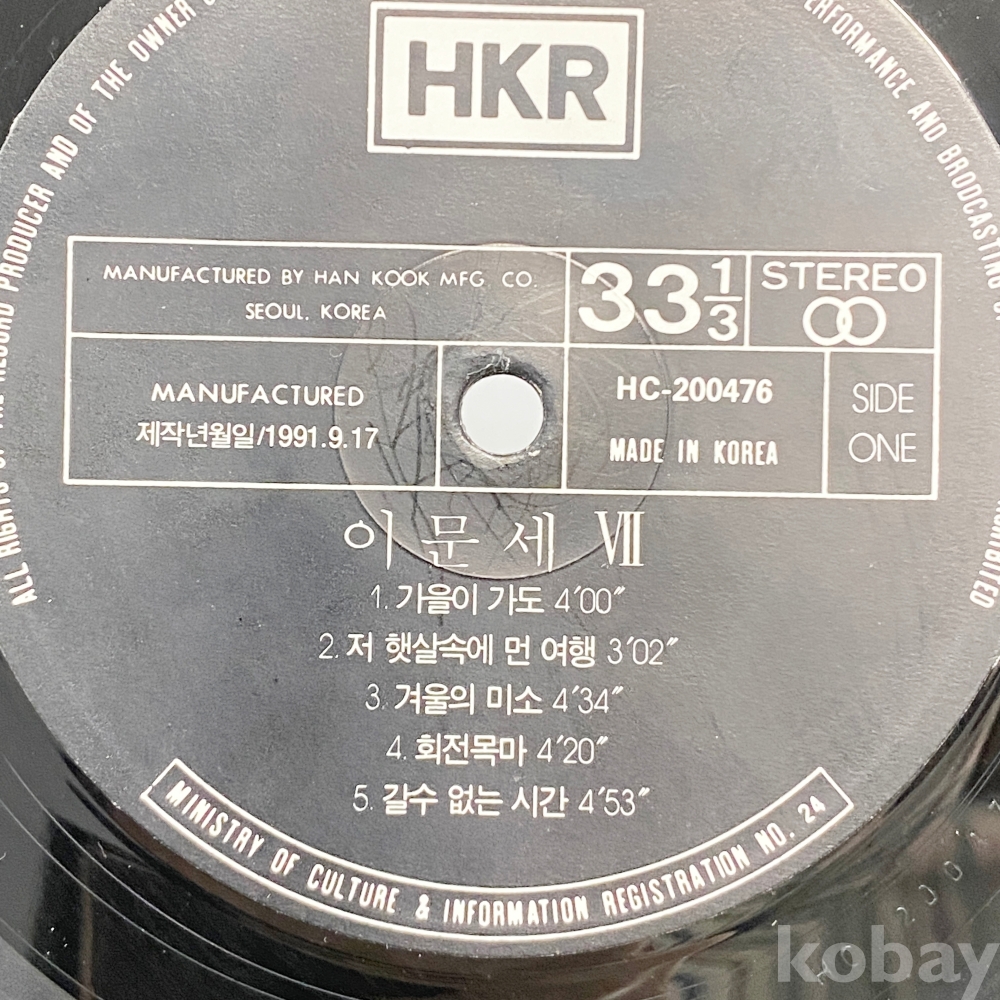 HKR
ALL RIGHTS OF THE RECORD PRODUCER AND OF THE OWNER
PERFORMANCE AND BRODCASTING
MANUFACTURED BY HAN KOOK MFG. CO.
SEOUL. KOREA
33 1/3
STEREO
MANUFACTURED
제작년월일/1991.9.17
HC-200476
MADE IN KOREA
SIDE
ONE
이문세 Ⅶ
1. 가을이 가도 4′00″
2. 저 햇살속에 먼 여행 3′02″
3. 겨울의 미소 4′34″
4. 회전목마 4′20″
5. 갈수 없는 시간 4′53″
MINISTRY OF CULTURE & INFORMATION REGISTRATION NO. 24
kobay